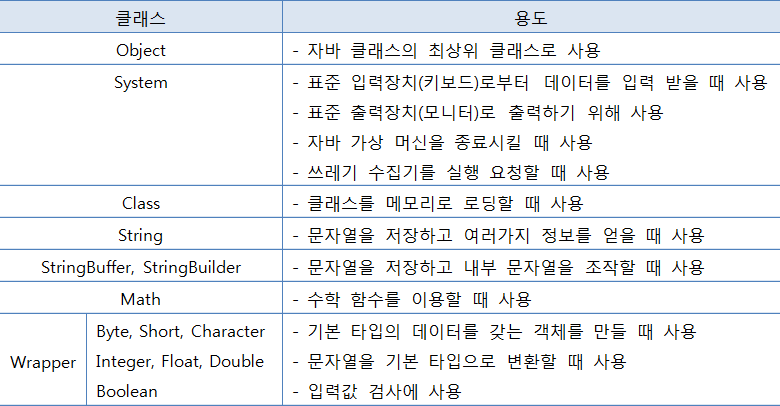 클래스 용도
Object - 자바 클래스의 최상위 클래스로 사용
System - 표준 입력장치(키보드)로부터 데이터를 입력 받을 때 사용
- 표준 출력장치(모니터)로 출력하기 위해 사용
- 자바 가상 머신을 종료시킬 때 사용
- 쓰레기 수집기를 실행 요청할 때 사용
Class - 클래스를 메모리로 로딩할 때 사용
String - 문자열을 저장하고 여러가지 정보를 얻을 때 사용
StringBuffer, StringBuilder - 문자열을 저장하고 내부 문자열을 조작할 때 사용
Math - 수학 함수를 이용할 때 사용
Byte, Short, Character - 기본 타입의 데이터를 갖는 객체를 만들 때 사용
Wrapper Integer, Float, Double - 문자열을 기본 타입으로 변환할 때 사용
Boolean - 입력값 검사에 사용